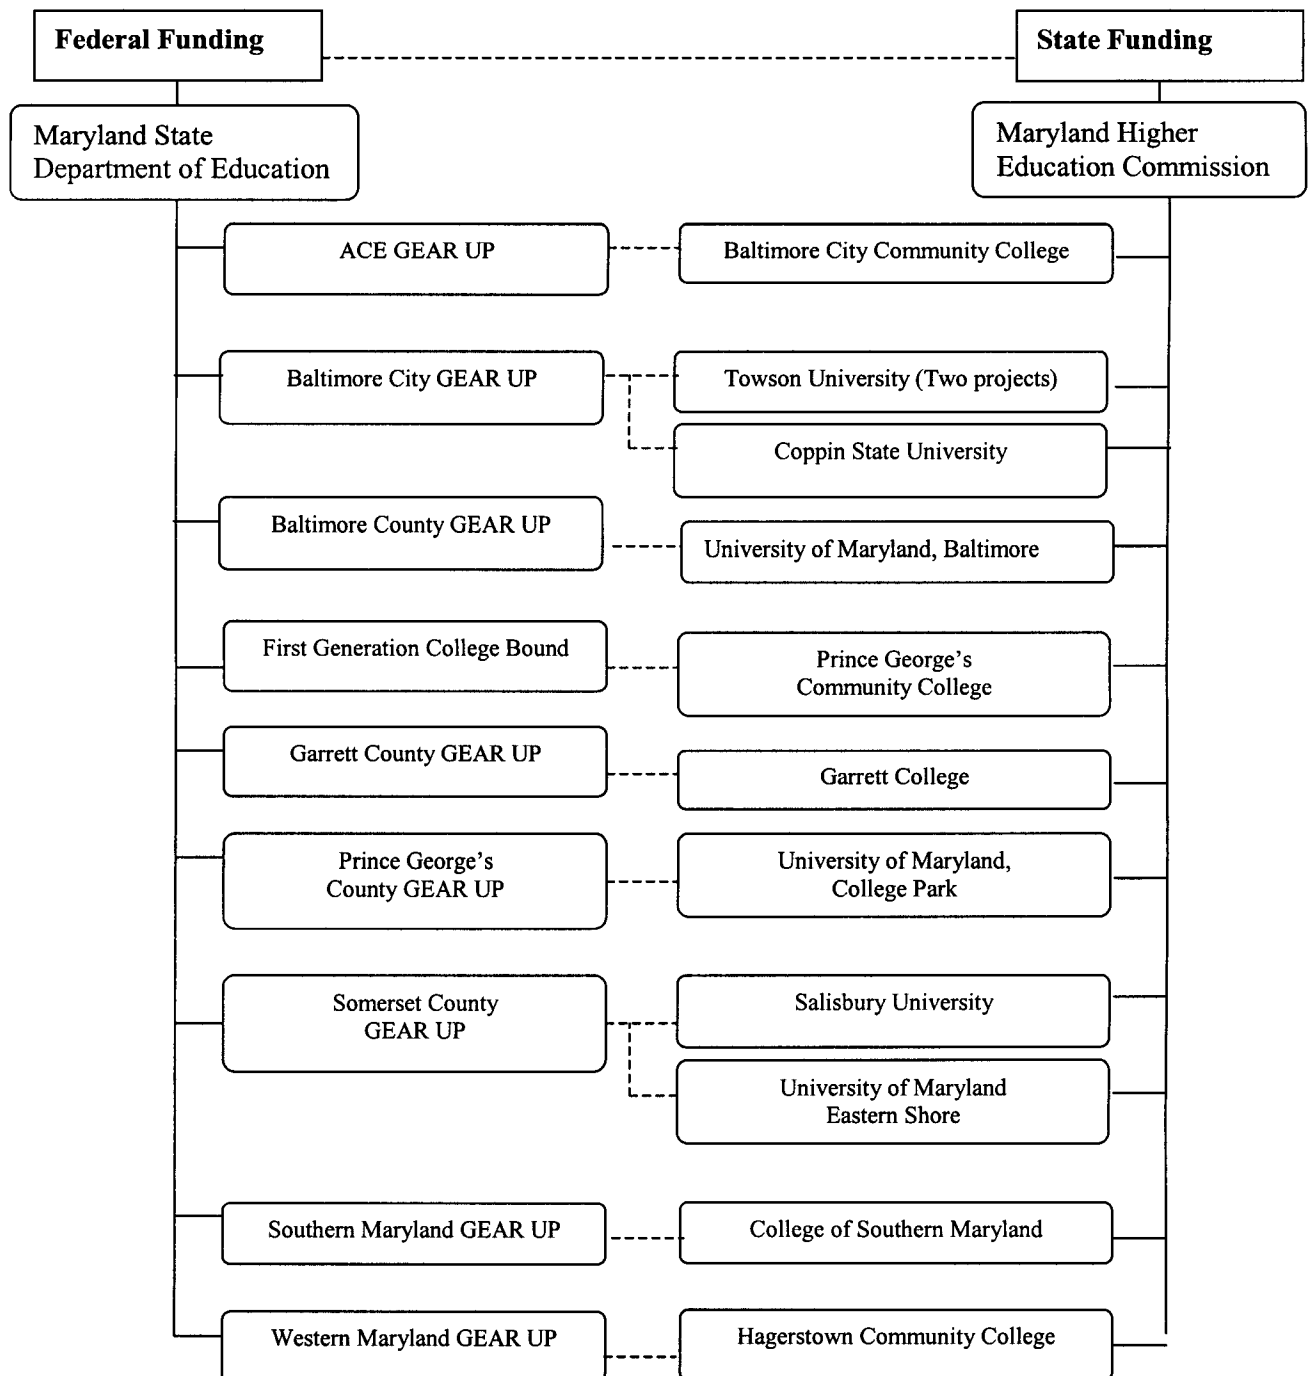 Federal Funding
State Funding
Maryland State
Department of Education
Maryland Higher
Education Commission
ACE GEAR UP
Baltimore City Community College
Baltimore City GEAR UP
Towson University (Two projects)
Coppin State University
Baltimore County GEAR UP
University of Maryland, Baltimore
First Generation College Bound
Prince George's
Community College
Garrett County GEAR UP
Garrett College
Prince George's
County GEAR UP
University of Maryland,
College Park
Somerset County
GEAR UP
Salisbury University
University of Maryland
Eastern Shore
Southern Maryland GEAR UP
College of Southern Maryland
Western Maryland GEAR UP
Hagerstown Community College